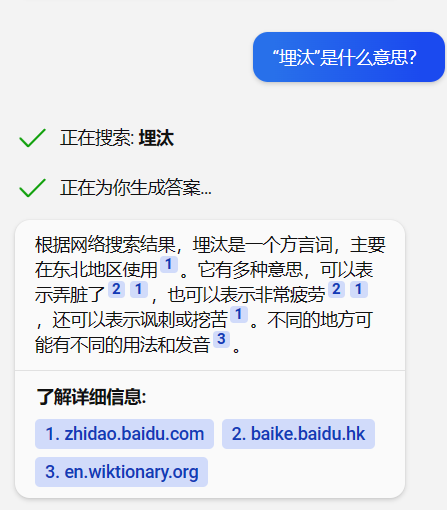 “埋汰”是什么意思？
正在搜索: 埋汰
正在为你生成答案...
根据网络搜索结果，埋汰是一个方言词，主要
在东北地区使用 1 。它有多种意思，可以表
示弄脏了 2 1 ，也可以表示非常疲劳 2 1
，还可以表示讽刺或挖苦 1 。不同的地方可
能有不同的用法和发音 3 。
了解详细信息:
1. zhidao.baidu.com 2. baike.baidu.hk
3. en.wiktionary.org